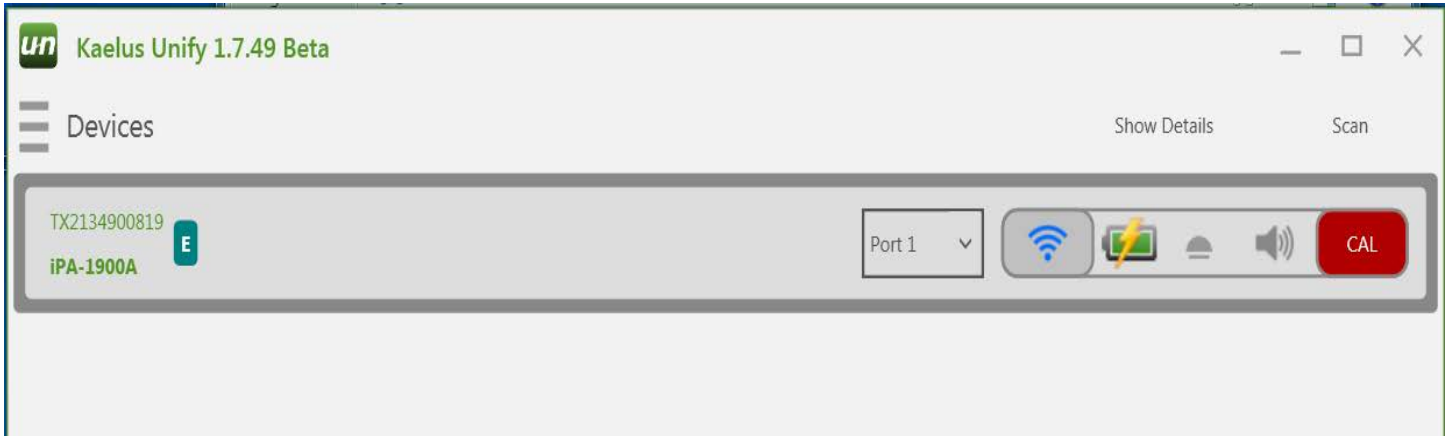 un Kaelus Unify 1.7.49 Beta
Devices Show Details Scan
TX2134900819
E
iPA-1900A
Port 1
CAL